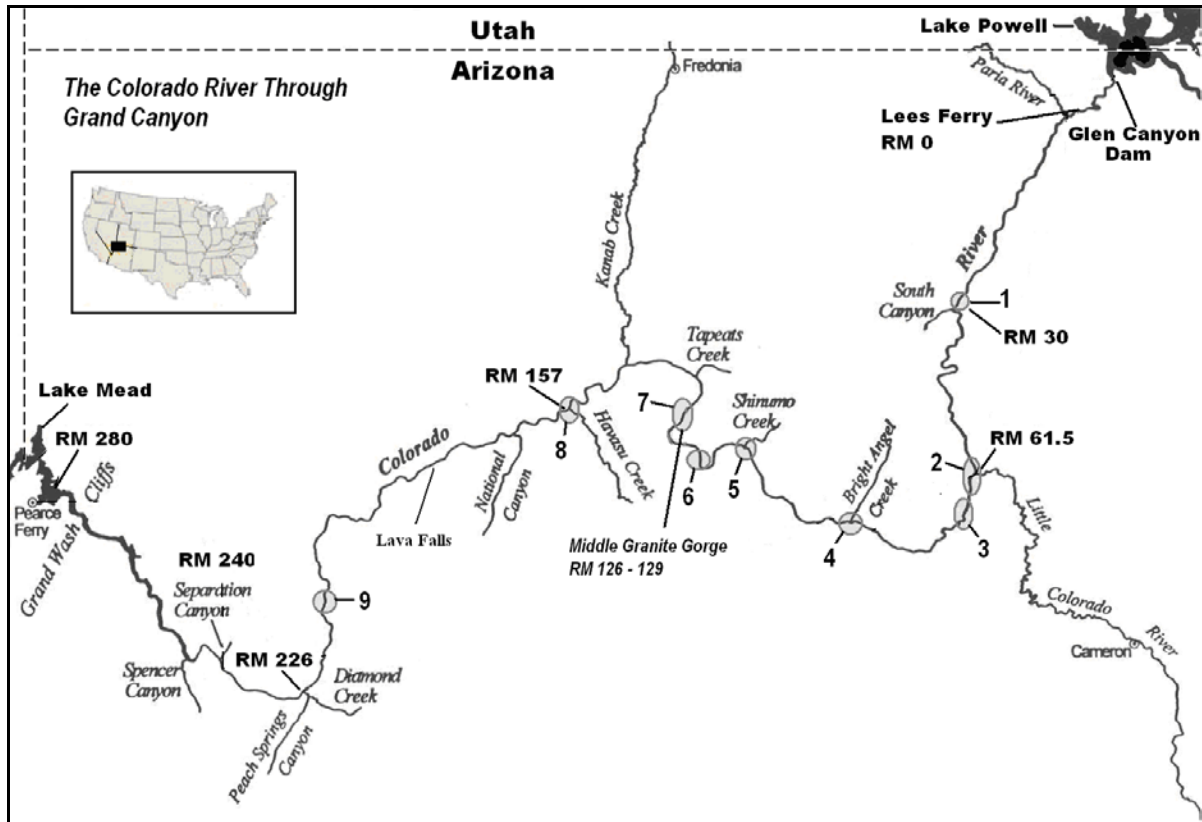 Utah
Arizona
Lake Powell
The Colorado River Through
Grand Canyon
Fredonia
Paria River
Lees Ferry
RM 0
Glen Canyon
Dam
Kanab Creek
River
South
Canyon
1
RM 30
Tapeats
Creek
RM 157
7
Shinumo
Creek
Lake Mead
RM 280
Cliffs
Grand Wash
Pearce
Ferry
Colorado
8
Havasu Creek
National
Canyon
Lava Falls
6
5
Bright Angel
Creek
2
RM 61.5
Little
Colorado
River
3
4
Middle Granite Gorge
RM 126 - 129
Cameron
RM 240
Separation
Canyon
9
RM 226
Spencer
Canyon
Diamond
Creek
Peach Springs
Canyon